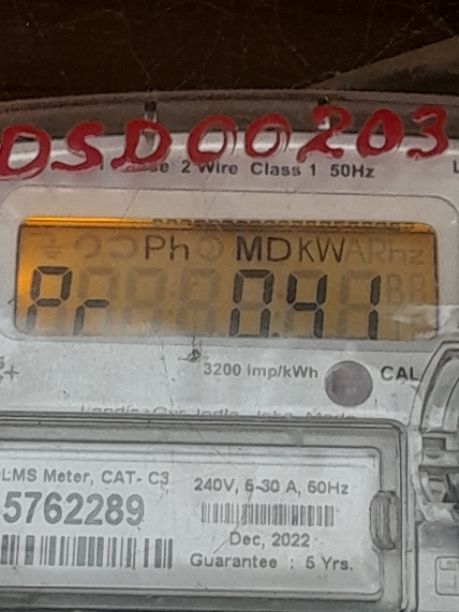 DSD00203
2 Wire Class 1 50Hz
Ph MD KW
Pr 0.41
3200 imp/kWh
CAL
LMS Meter, CAT- C3
5762289
240V, 5-30 A, 50Hz
Dec, 2022
Guarantee : 5 Yrs.